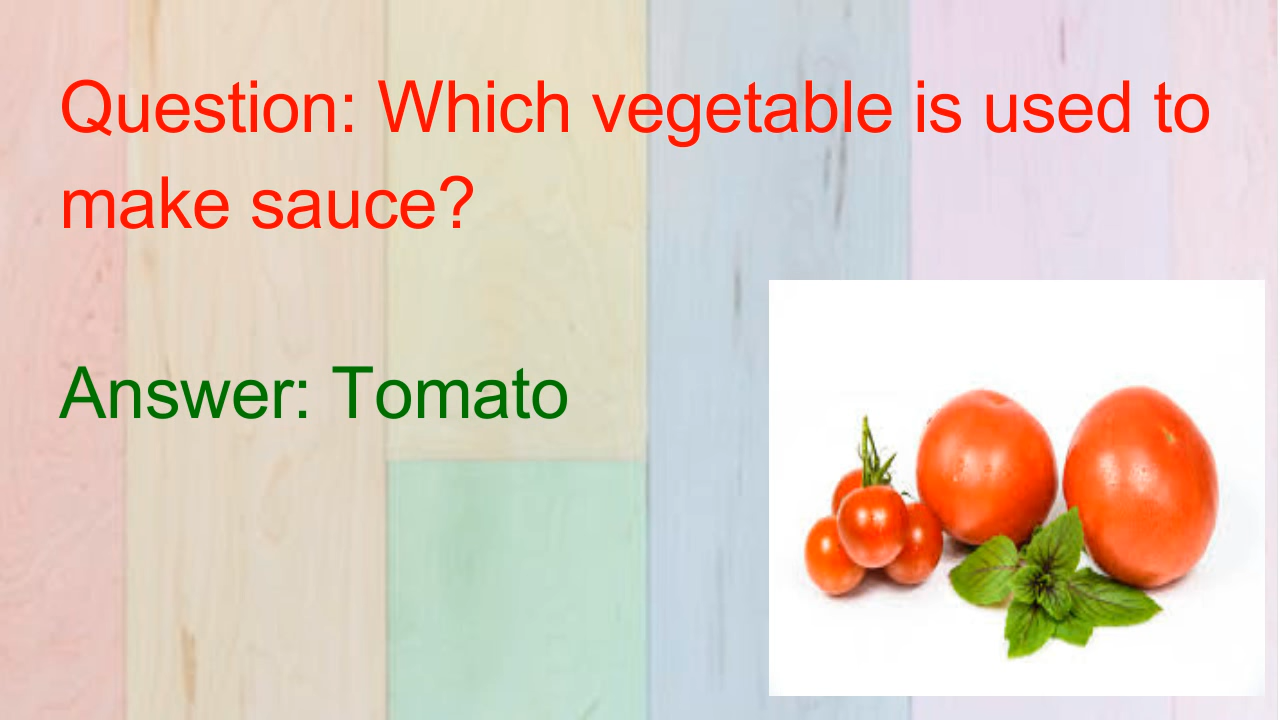 Question: Which vegetable is used to
make sauce?
Answer: Tomato